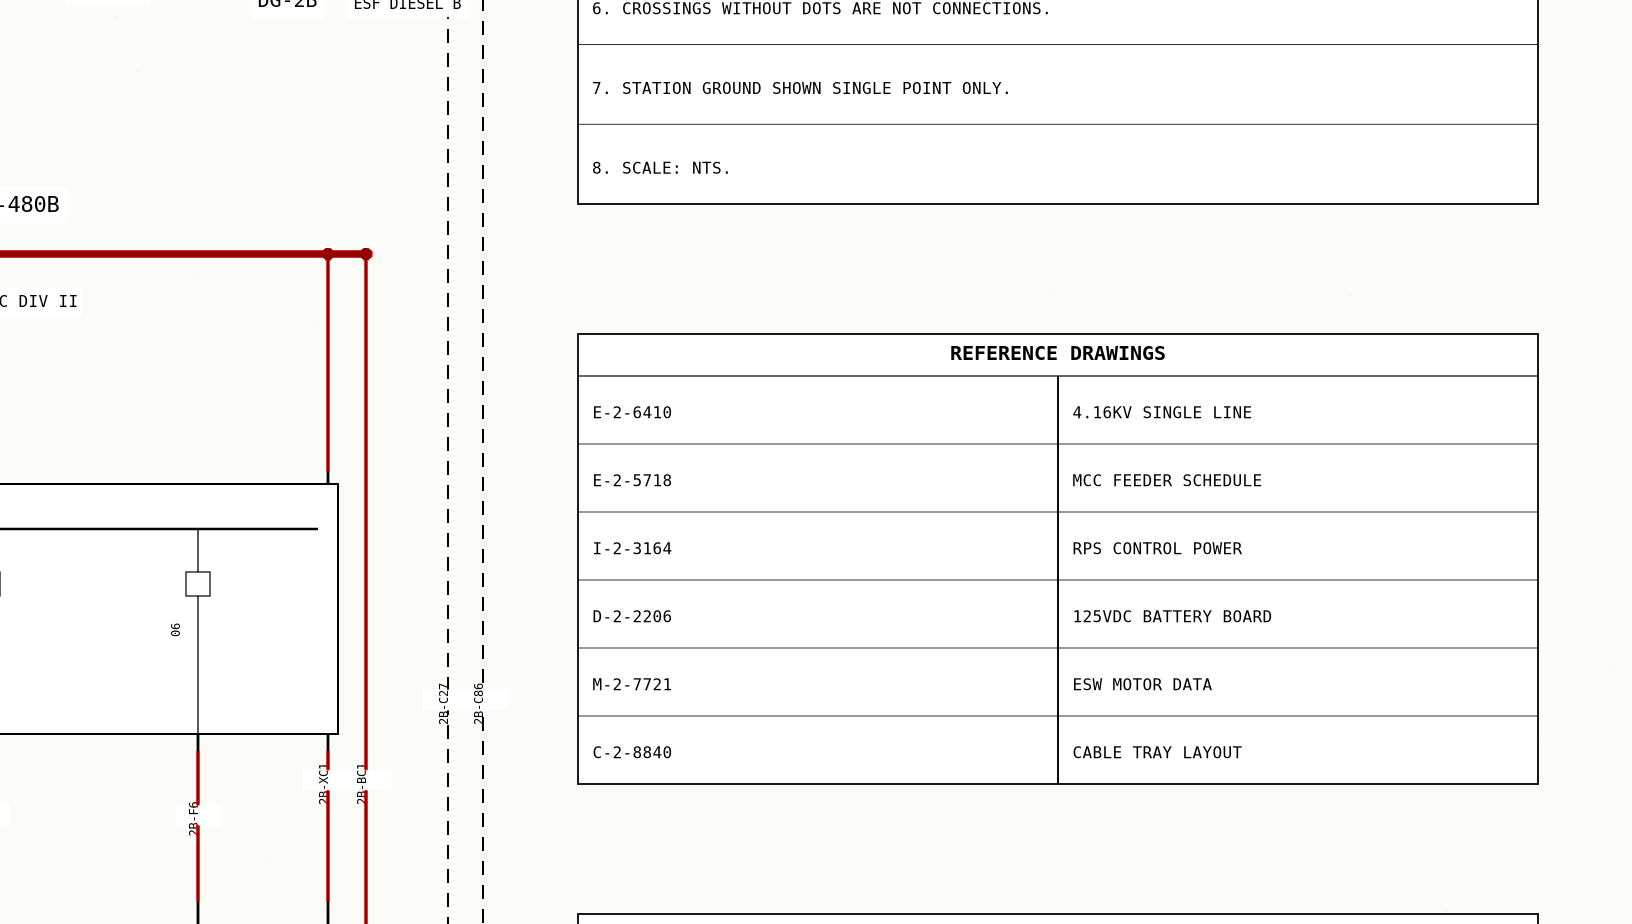 DG-2B
ESF DIESEL B
6. CROSSINGS WITHOUT DOTS ARE NOT CONNECTIONS.
7. STATION GROUND SHOWN SINGLE POINT ONLY.
8. SCALE: NTS.
-480B
C DIV II
REFERENCE DRAWINGS
E-2-6410 4.16KV SINGLE LINE
E-2-5718 MCC FEEDER SCHEDULE
I-2-3164 RPS CONTROL POWER
D-2-2206 125VDC BATTERY BOARD
M-2-7721 ESW MOTOR DATA
C-2-8840 CABLE TRAY LAYOUT
06
2B-C27
2B-C86
2B-XC1
2B-BC1
2B-F6